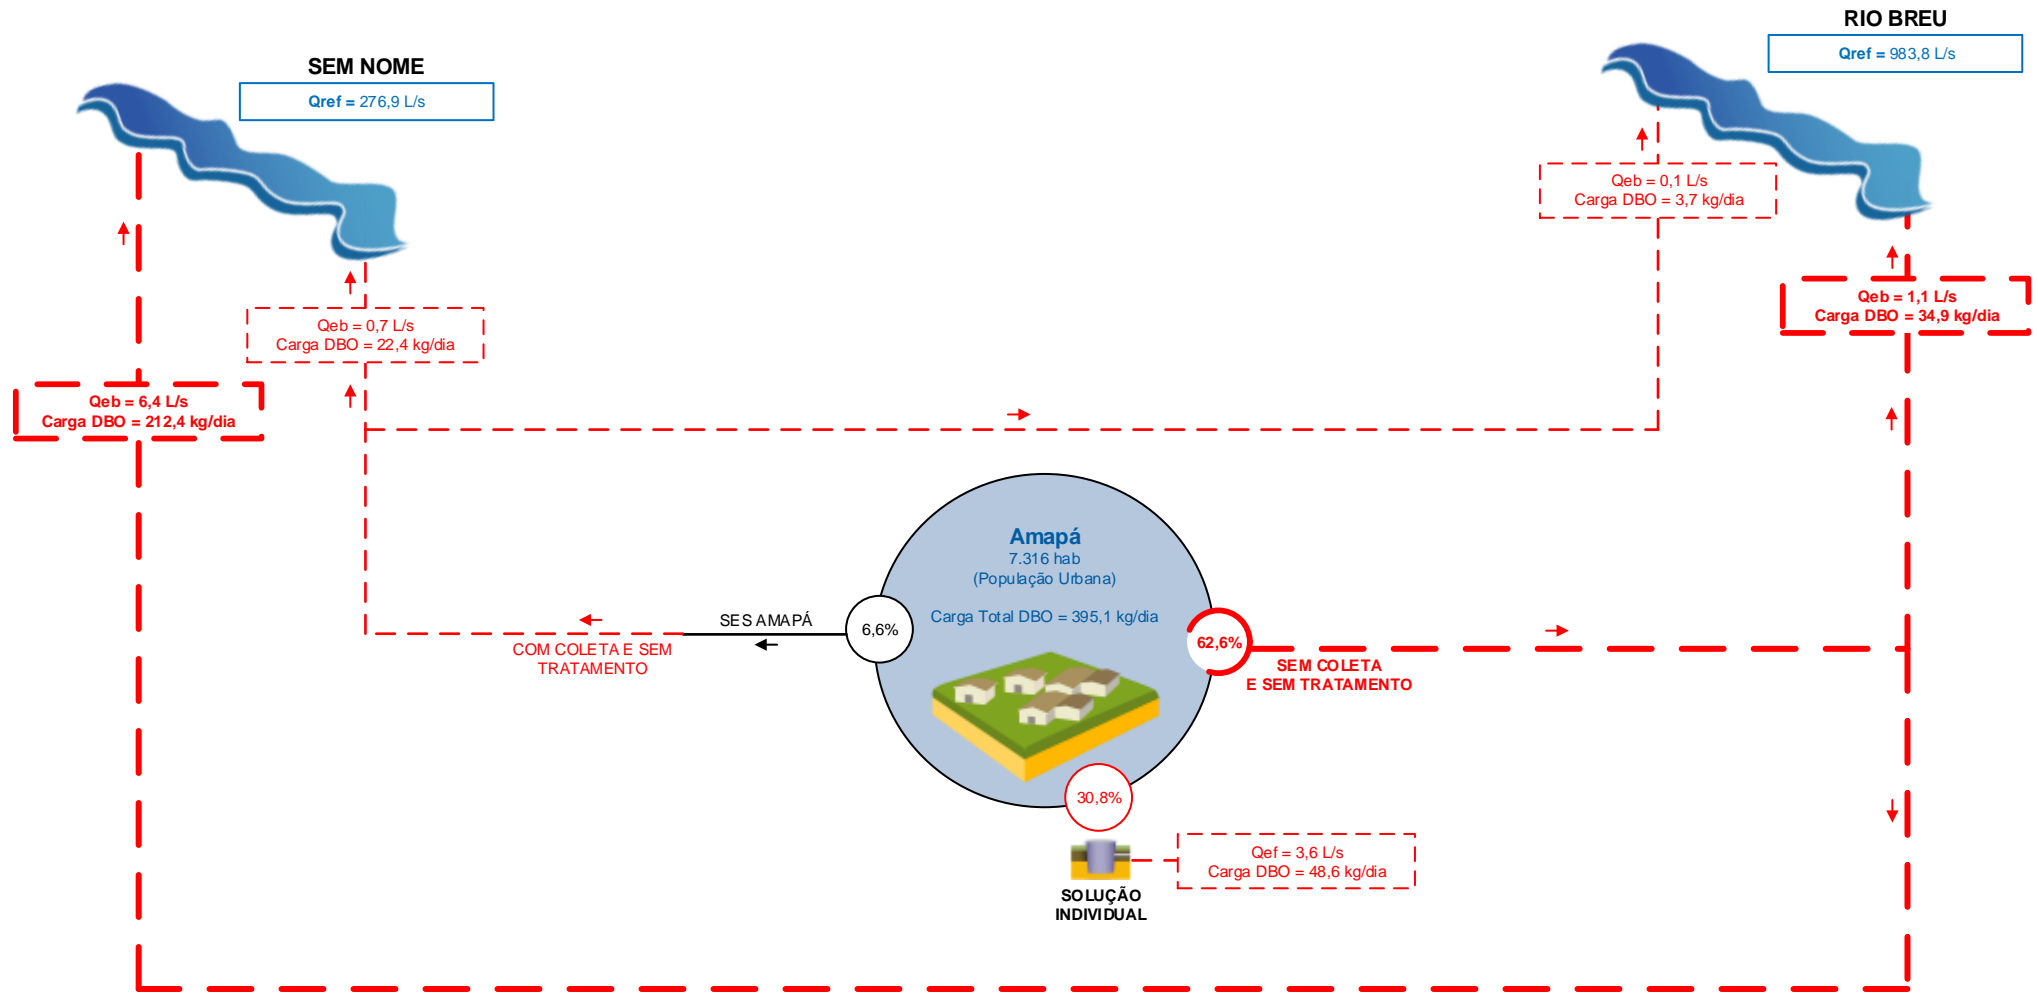 RIO BREU
Qref = 983,8 L/s
SEM NOME
Qref = 276,9 L/s
Qeb = 0,1 L/s
Carga DBO = 3,7 kg/dia
Qeb = 1,1 L/s
Carga DBO = 34,9 kg/dia
Qeb = 0,7 L/s
Carga DBO = 22,4 kg/dia
Qeb = 6,4 L/s
Carga DBO = 212,4 kg/dia
Amapá
7.316 hab
(População Urbana)
Carga Total DBO = 395,1 kg/dia
SES AMAPÁ
6,6%
COM COLETA E SEM
TRATAMENTO
62,6%
SEM COLETA
E SEM TRATAMENTO
30,8%
Qef = 3,6 L/s
Carga DBO = 48,6 kg/dia
SOLUÇÃO
INDIVIDUAL